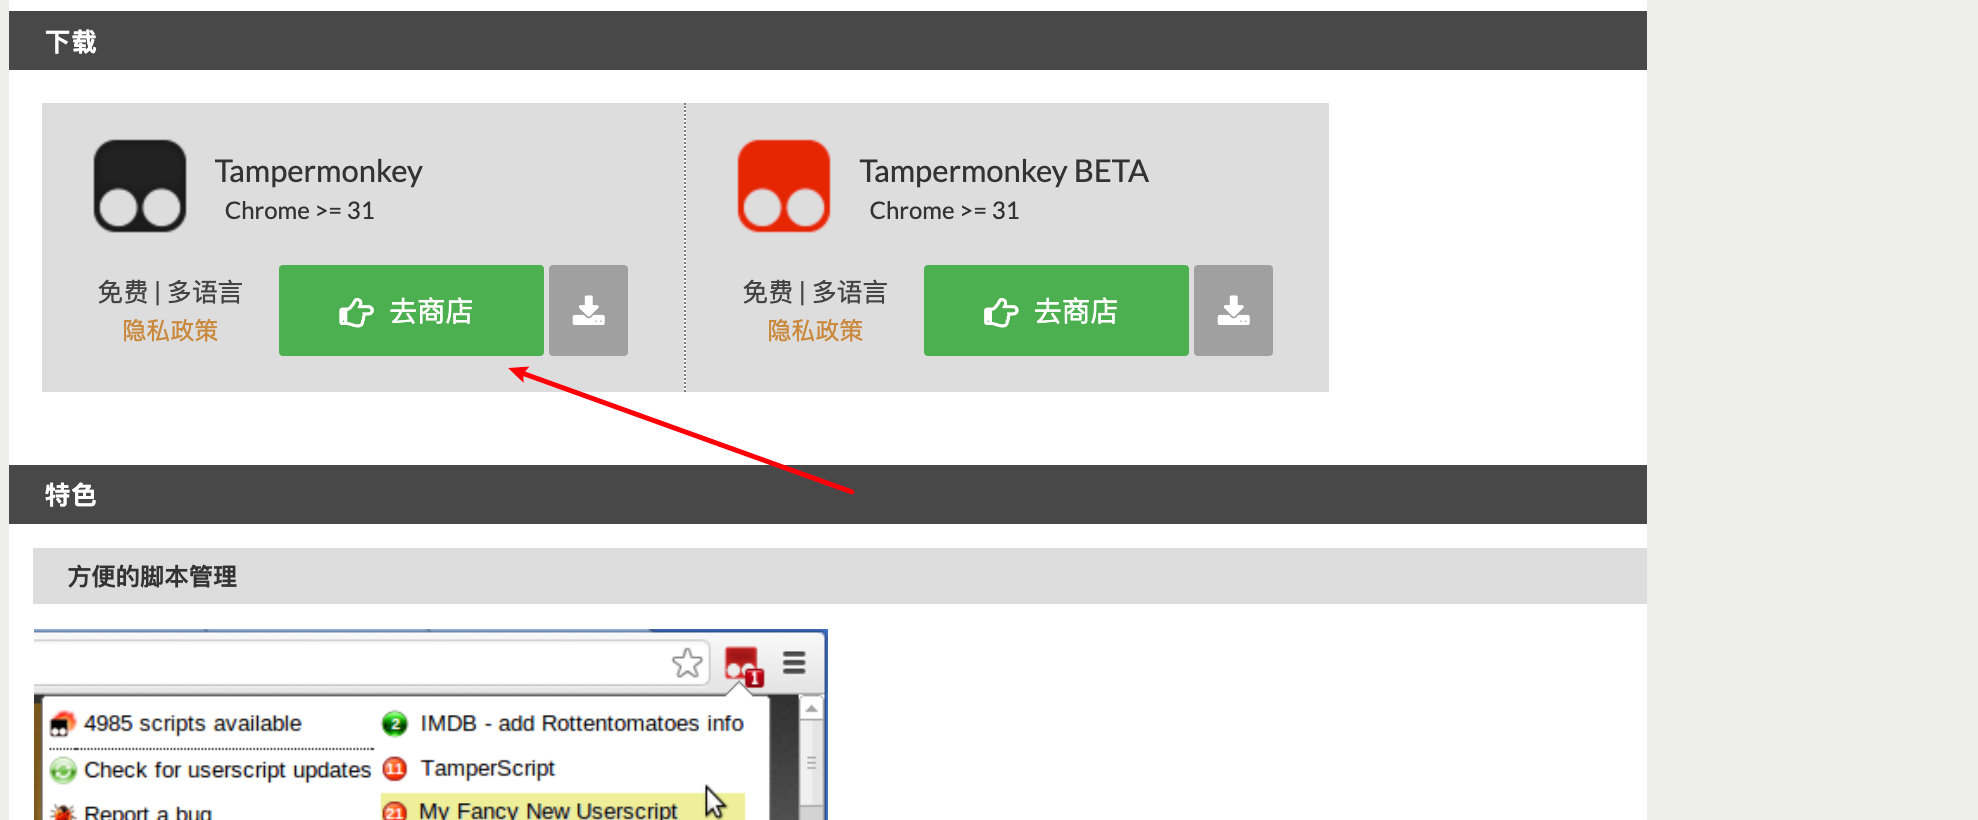 下载
Tampermonkey
Chrome >= 31
免费 | 多语言
隐私政策
去商店
Tampermonkey BETA
Chrome >= 31
免费 | 多语言
隐私政策
去商店
特色
方便的脚本管理
1
4985 scripts available
Check for userscript updates
Report a bug
2 IMDB - add Rottentomatoes info
11 TamperScript
21 My Fancy New Userscript